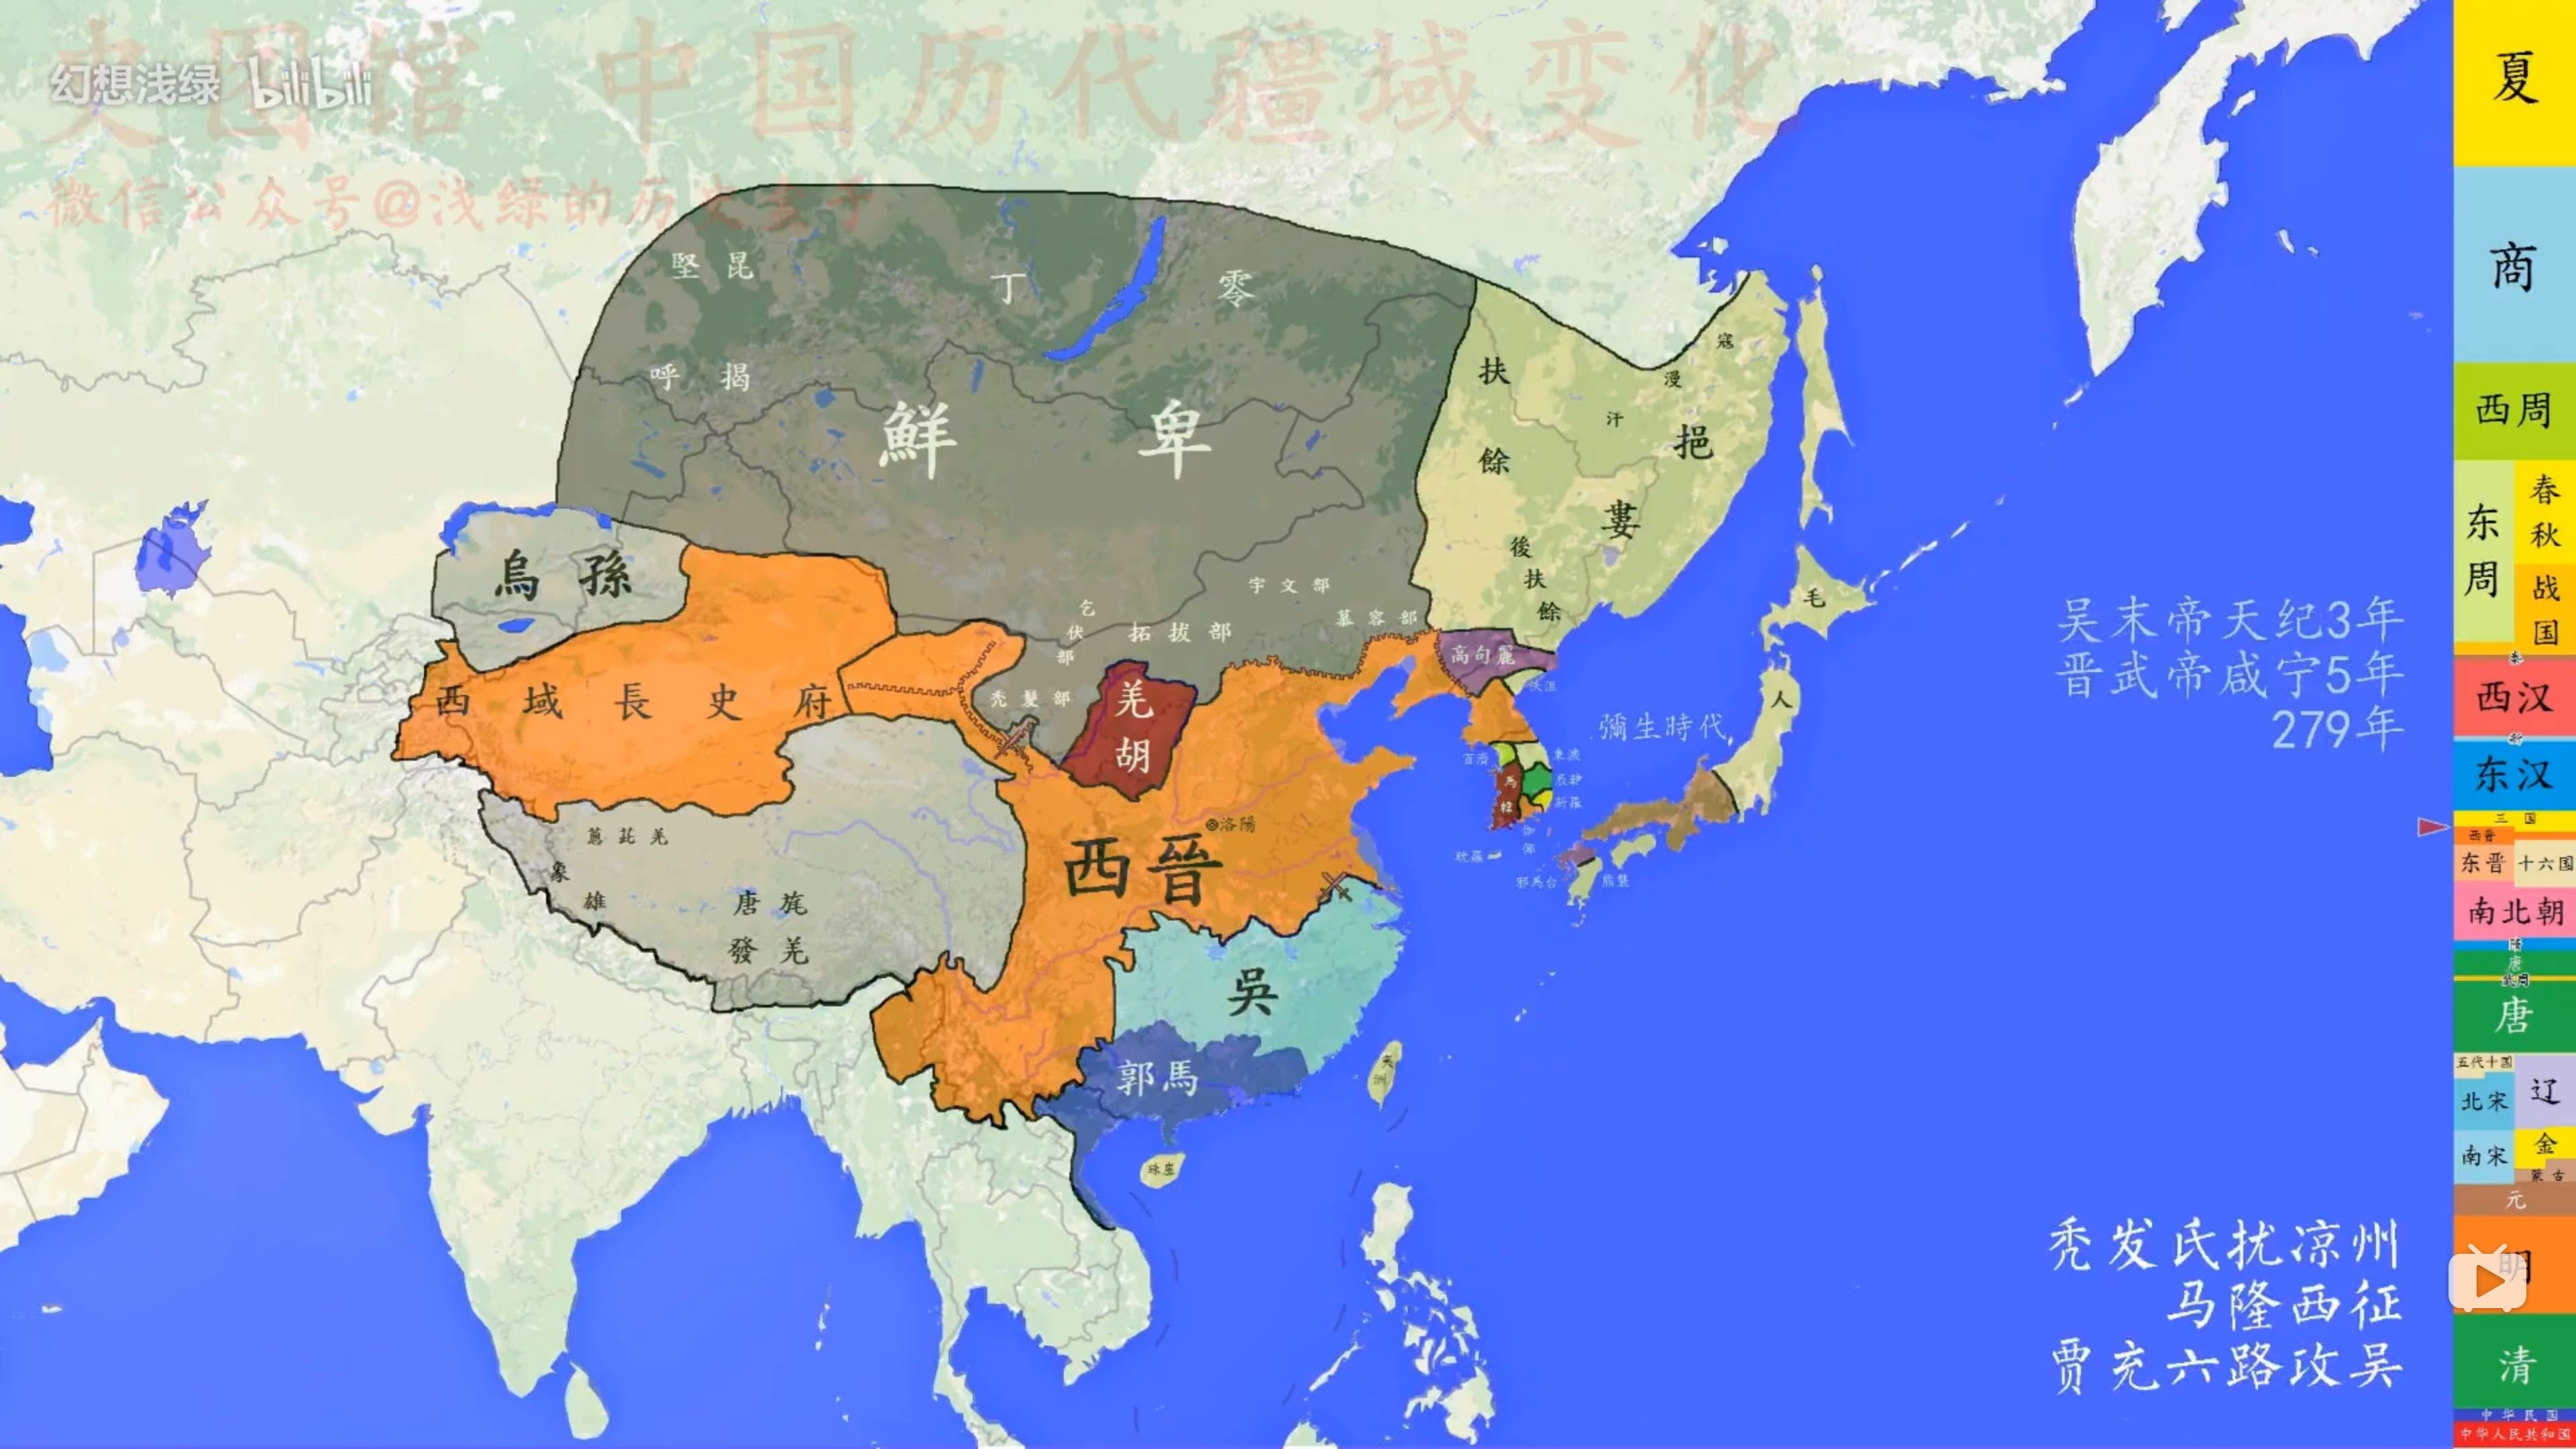 史图馆 中国历代疆域变化
幻想浅绿 bilibili
微信公众号@浅绿的历史
堅昆
丁零
呼揭
鮮卑
扶餘
寇漫汗
挹婁
後扶餘
烏孫
宇文部
慕容部
拓拔部
乞伏部
禿髮部
高句麗
沃沮
西域長史府
羌胡
毛人
彌生時代
百濟
東濊
馬韓
辰韓
新羅
伽倻
耽羅
邪馬台
熊襲
洛陽
西晉
蔥茈羌
象雄
唐旄
發羌
吳
郭馬
夷洲
珠崖
吴末帝天纪3年
晋武帝咸宁5年
279年
秃发氏扰凉州
马隆西征
贾充六路攻吴
夏
商
西周
东周
春秋
战国
秦
西汉
新
东汉
三国
西晋
东晋
十六国
南北朝
隋
唐
武周
唐
五代十国
辽
北宋
金
南宋
蒙古
元
明
清
中华民国
中华人民共和国